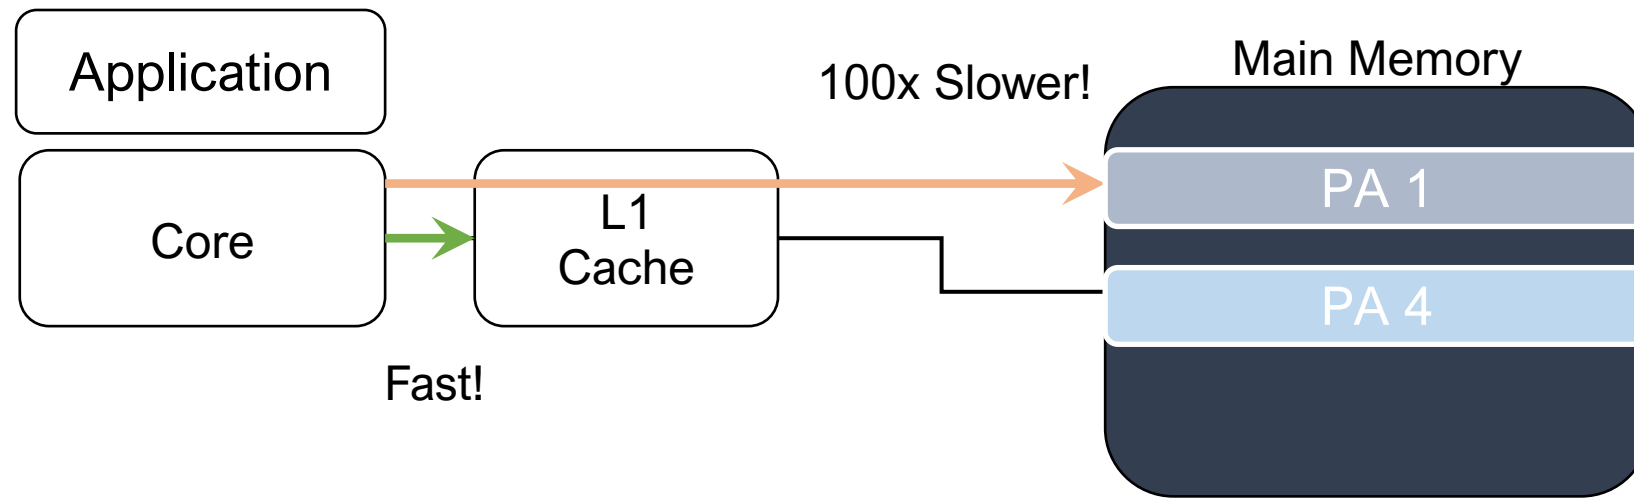 Application
Core
L1
Cache
Fast!
100x Slower!
Main Memory
PA 1
PA 4